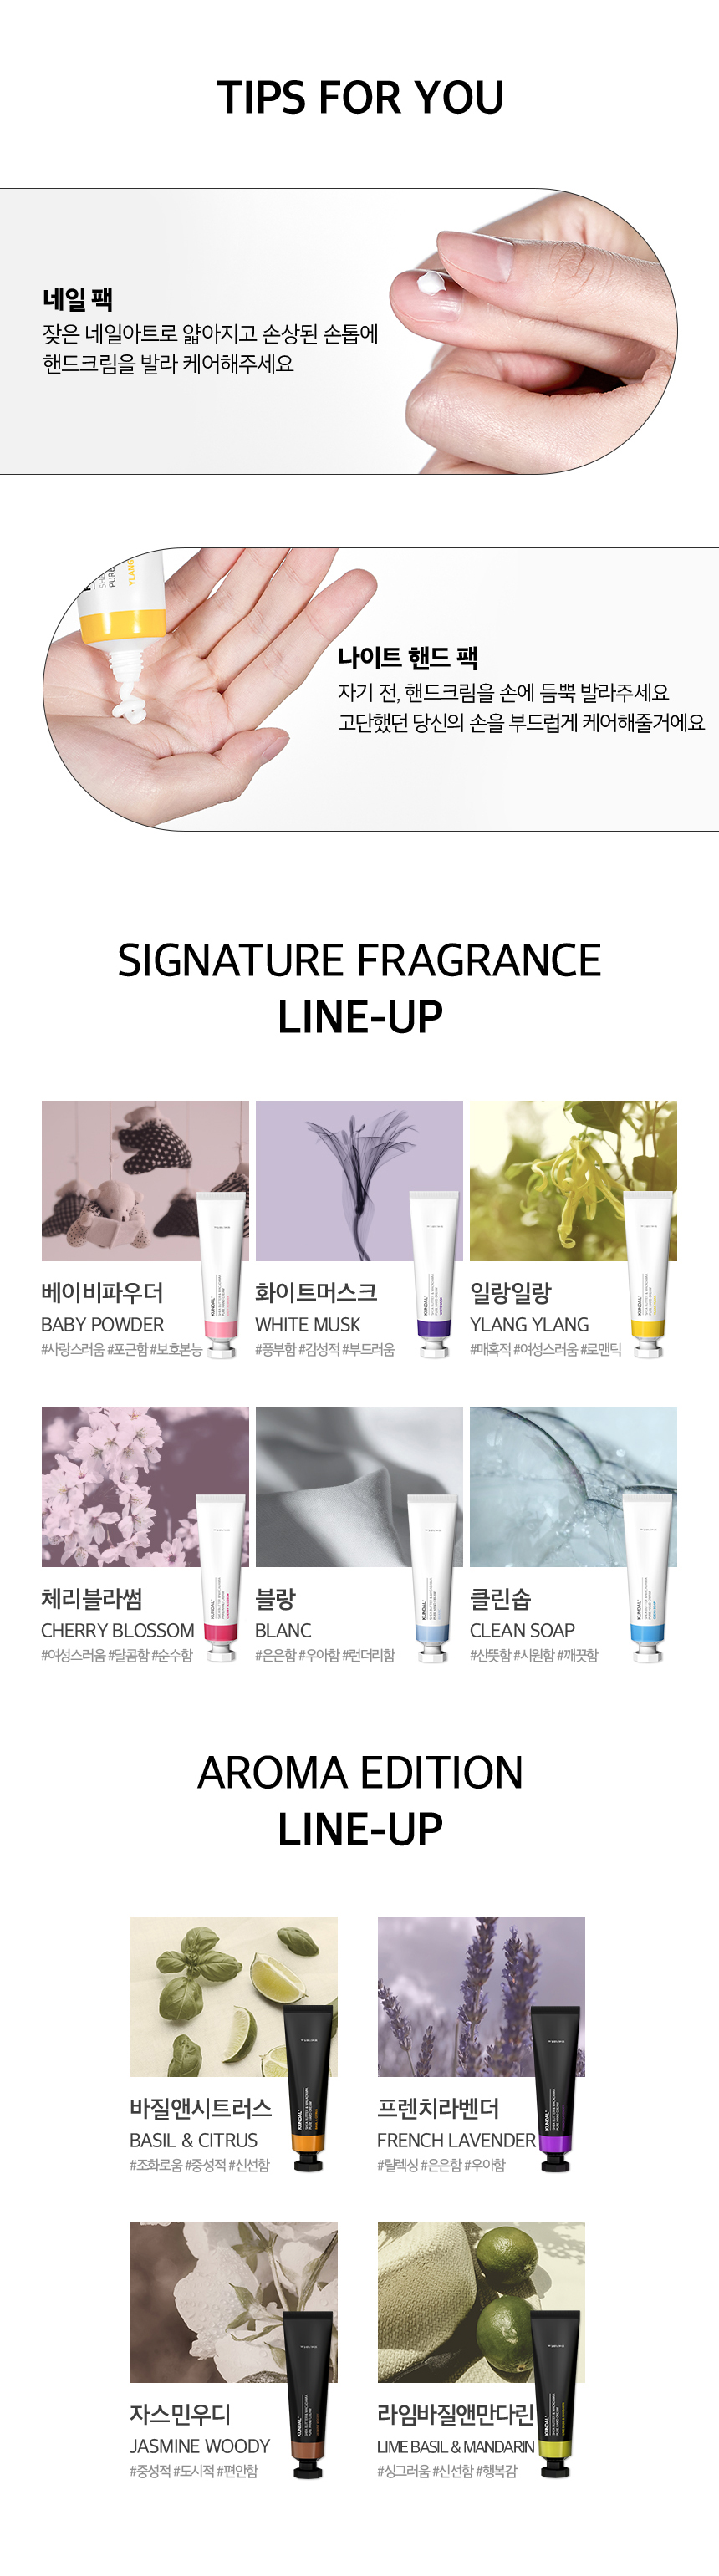 TIPS FOR YOU
네일 팩
잦은 네일아트로 얇아지고 손상된 손톱에
핸드크림을 발라 케어해주세요
YLANG
나이트 핸드 팩
자기 전, 핸드크림을 손에 듬뿍 발라주세요
고단했던 당신의 손을 부드럽게 케어해줄거에요
SIGNATURE FRAGRANCE
LINE-UP
베이비파우더
BABY POWDER
#사랑스러움 #포근함 #보호본능
KUNDAL
화이트머스크
WHITE MUSK
#풍부함 #감성적 #부드러움
KUNDAL
일랑일랑
YLANG YLANG
#매혹적 #여성스러움 #로맨틱
KUNDAL
체리블라썸
CHERRY BLOSSOM
#여성스러움 #달콤함 #순수함
KUNDAL
블랑
BLANC
#은은함 #우아함 #런더리함
KUNDAL
클린솝
CLEAN SOAP
#산뜻함 #시원함 #깨끗함
KUNDAL
AROMA EDITION
LINE-UP
바질앤시트러스
BASIL & CITRUS
#조화로움 #중성적 #신선함
KUNDAL
프렌치라벤더
FRENCH LAVENDER
#릴렉싱 #은은함 #우아함
KUNDAL
자스민우디
JASMINE WOODY
#중성적 #도시적 #편안함
KUNDAL
라임바질앤만다린
LIME BASIL & MANDARIN
#싱그러움 #신선함 #행복감
KUNDAL